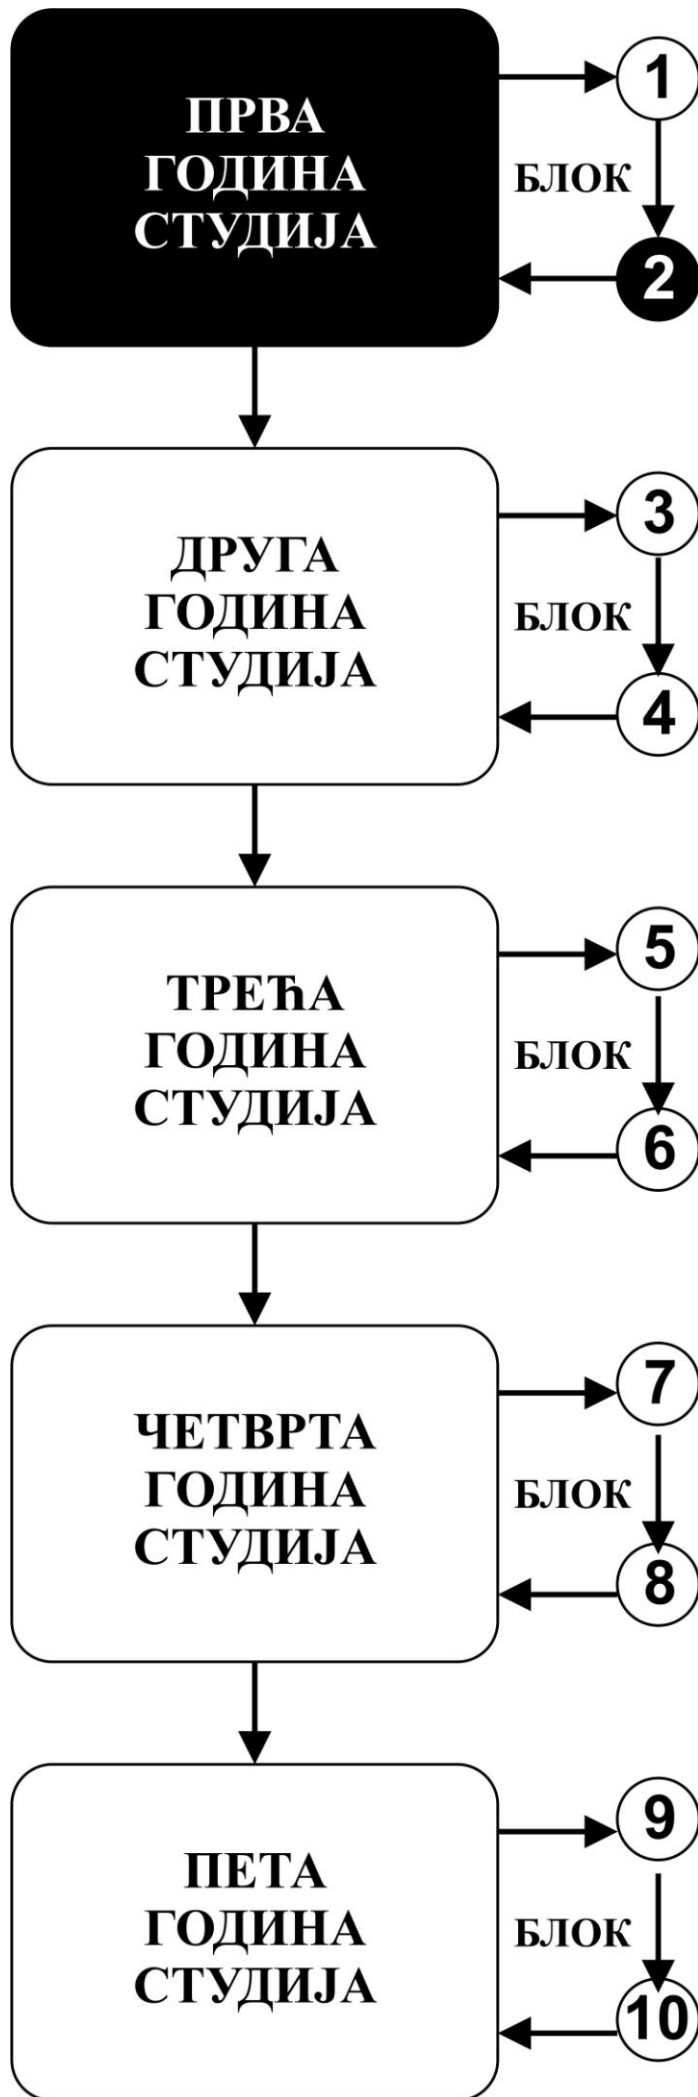 ПРВА
ГОДИНА
СТУДИЈА
1
БЛОК
2
ДРУГА
ГОДИНА
СТУДИЈА
3
БЛОК
4
ТРЕЋА
ГОДИНА
СТУДИЈА
5
БЛОК
6
ЧЕТВРТА
ГОДИНА
СТУДИЈА
7
БЛОК
8
ПЕТА
ГОДИНА
СТУДИЈА
9
БЛОК
10